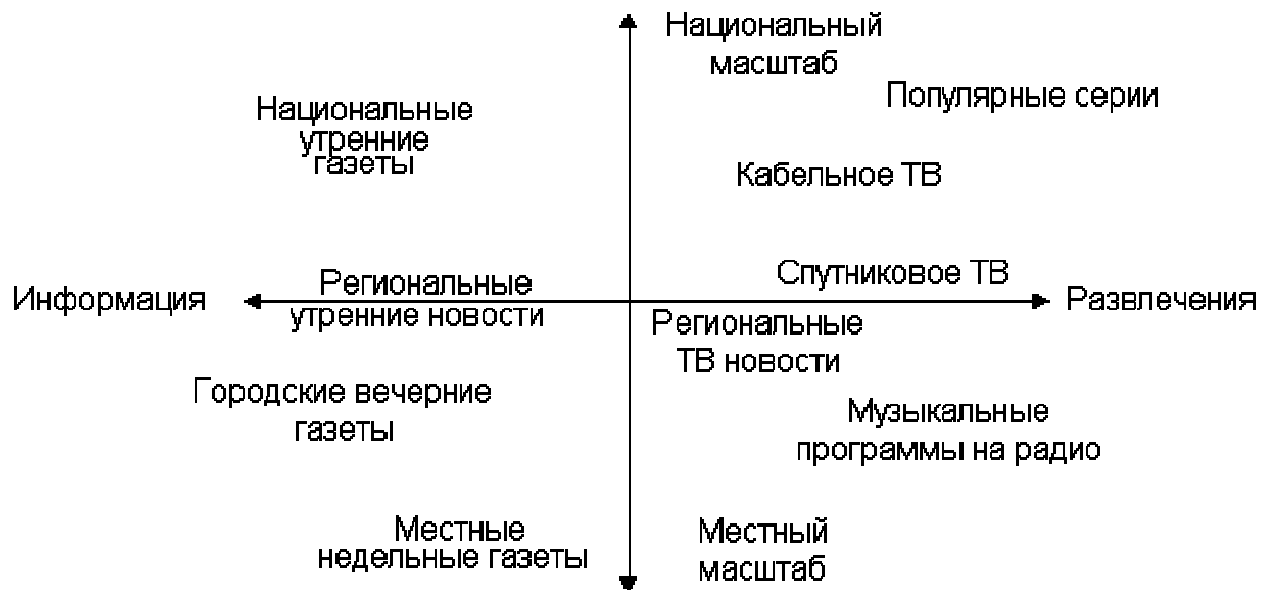 Национальный
масштаб
Популярные серии
Национальные
утренние
газеты
Кабельное ТВ
Информация
Региональные
утренние новости
Спутниковое ТВ
Развлечения
Региональные
ТВ новости
Городские вечерние
газеты
Музыкальные
программы на радио
Местные
недельные газеты
Местный
масштаб